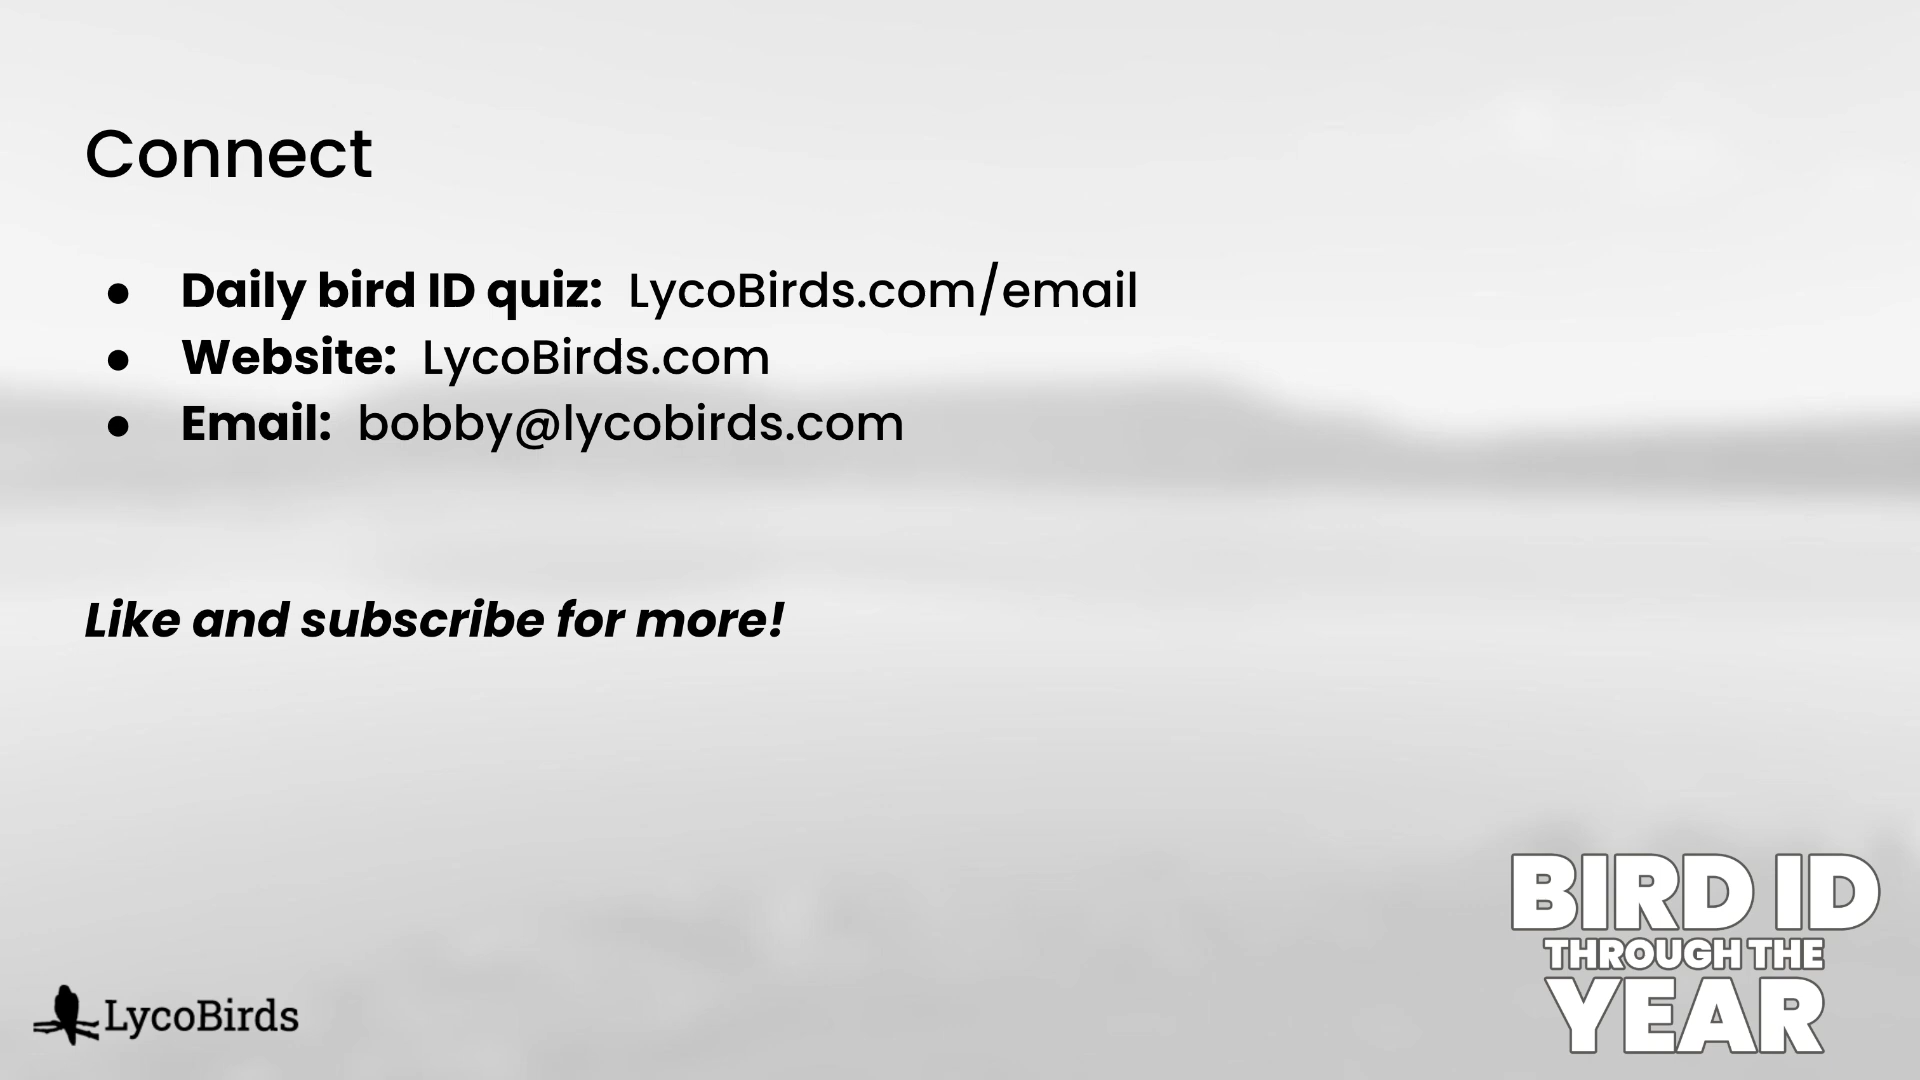 Connect
● Daily bird ID quiz: LycoBirds.com/email
● Website: LycoBirds.com
● Email: bobby@lycobirds.com
Like and subscribe for more!
LycoBirds
BIRD ID
THROUGH THE
YEAR